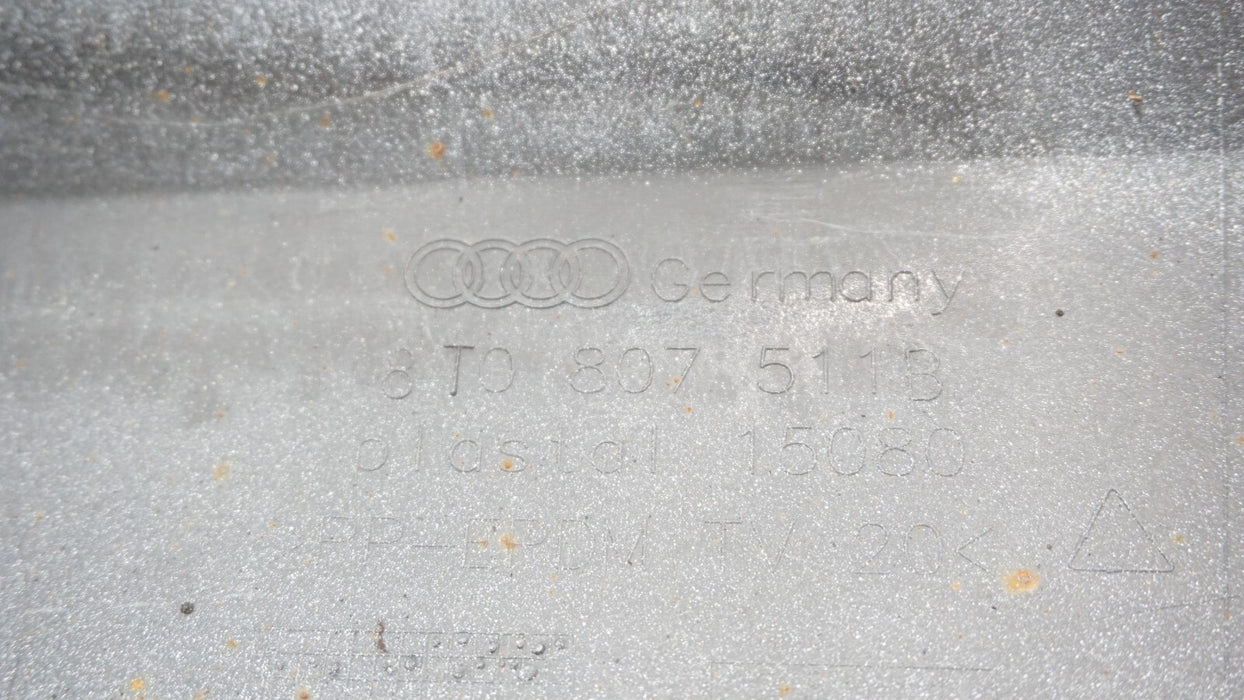 Germany
8T0 807 511B
plastal 15080
>PP-EPDM TV 20<